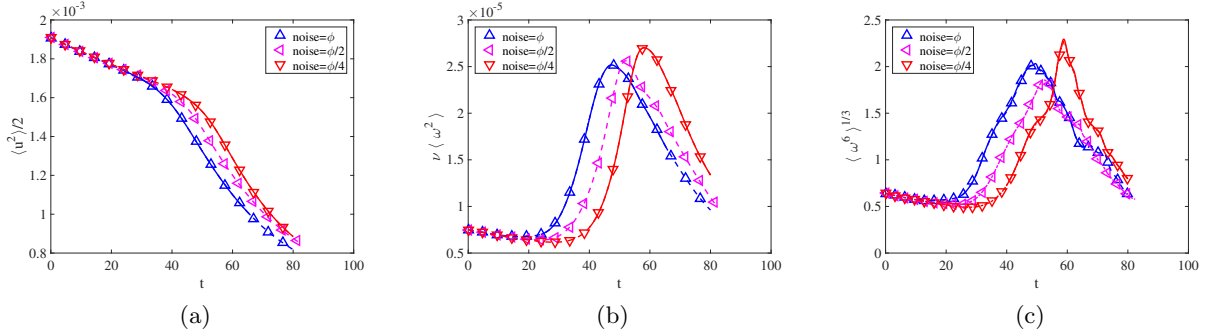 ×10⁻³
2
1.8
1.6
1.4
1.2
1
0.8
⟨u²⟩/2
0 20 40 60 80 100
t
noise=ϕ
noise=ϕ/2
noise=ϕ/4
(a)
×10⁻⁵
3
2.5
2
1.5
1
0.5
ν ⟨ ω² ⟩
0 20 40 60 80 100
t
noise=ϕ
noise=ϕ/2
noise=ϕ/4
(b)
2.5
2
1.5
1
0.5
0
⟨ ω⁶ ⟩¹ᐟ³
0 20 40 60 80 100
t
noise=ϕ
noise=ϕ/2
noise=ϕ/4
(c)